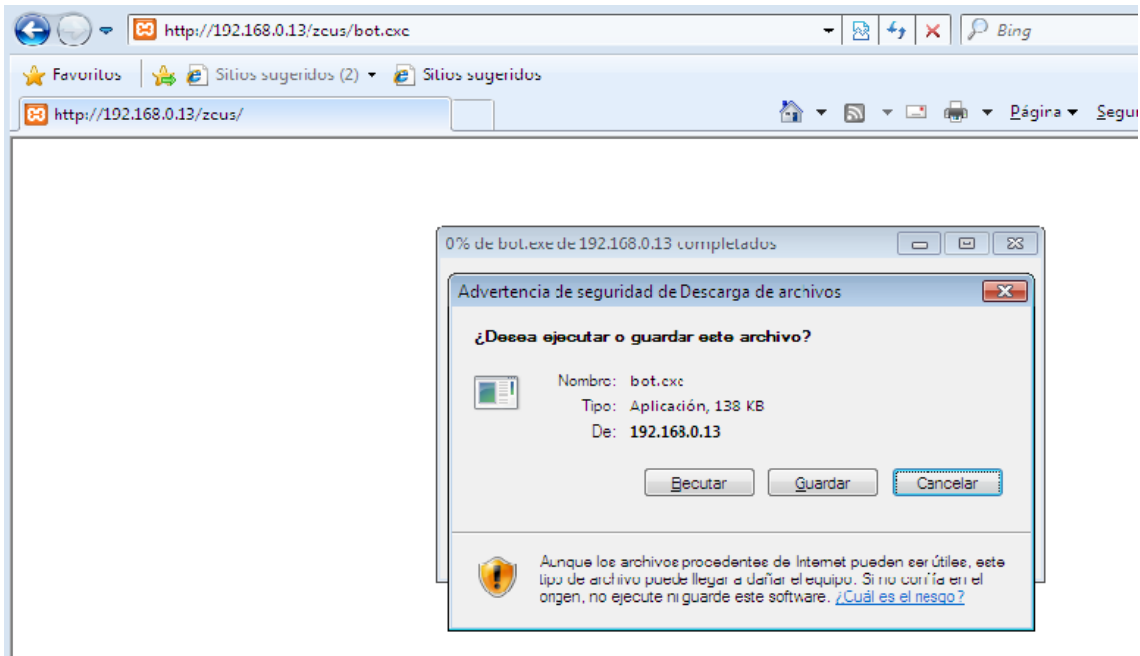 http://192.168.0.13/zeus/bot.exe
Bing
Favoritos
Sitios sugeridos (2)
Sitios sugeridos
http://192.168.0.13/zeus/
Página
Segur
0% de bot.exe de 192.168.0.13 completados
Advertencia de seguridad de Descarga de archivos
¿Desea ejecutar o guardar este archivo?
Nombre: bot.exe
Tipo: Aplicación, 138 KB
De: 192.168.0.13
Ejecutar
Guardar
Cancelar
Aunque los archivos procedentes de Internet pueden ser útiles, este
tipo de archivo puede llegar a dañar el equipo. Si no confía en el
origen, no ejecute ni guarde este software. ¿Cuál es el riesgo?